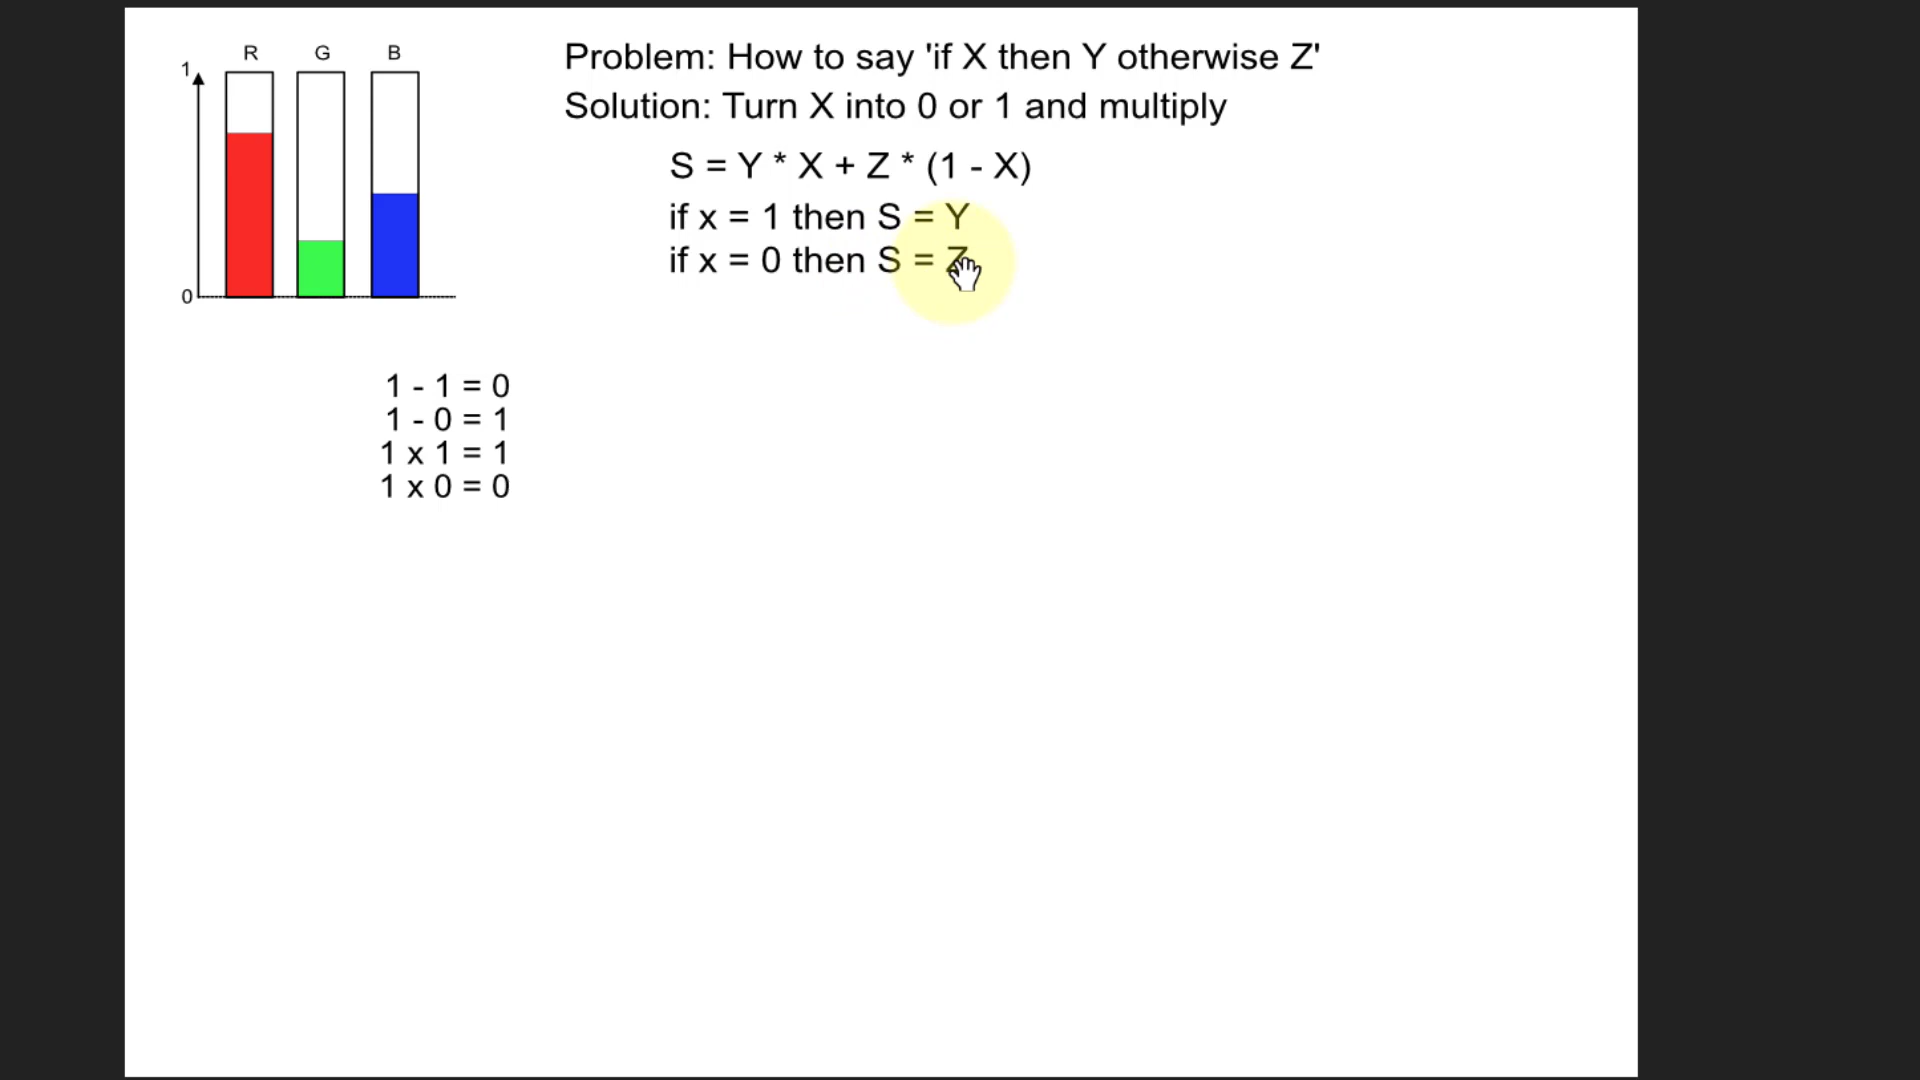 R G B
1
0
Problem: How to say 'if X then Y otherwise Z'
Solution: Turn X into 0 or 1 and multiply
S = Y * X + Z * (1 - X)
if x = 1 then S = Y
if x = 0 then S = Z
1 - 1 = 0
1 - 0 = 1
1 x 1 = 1
1 x 0 = 0